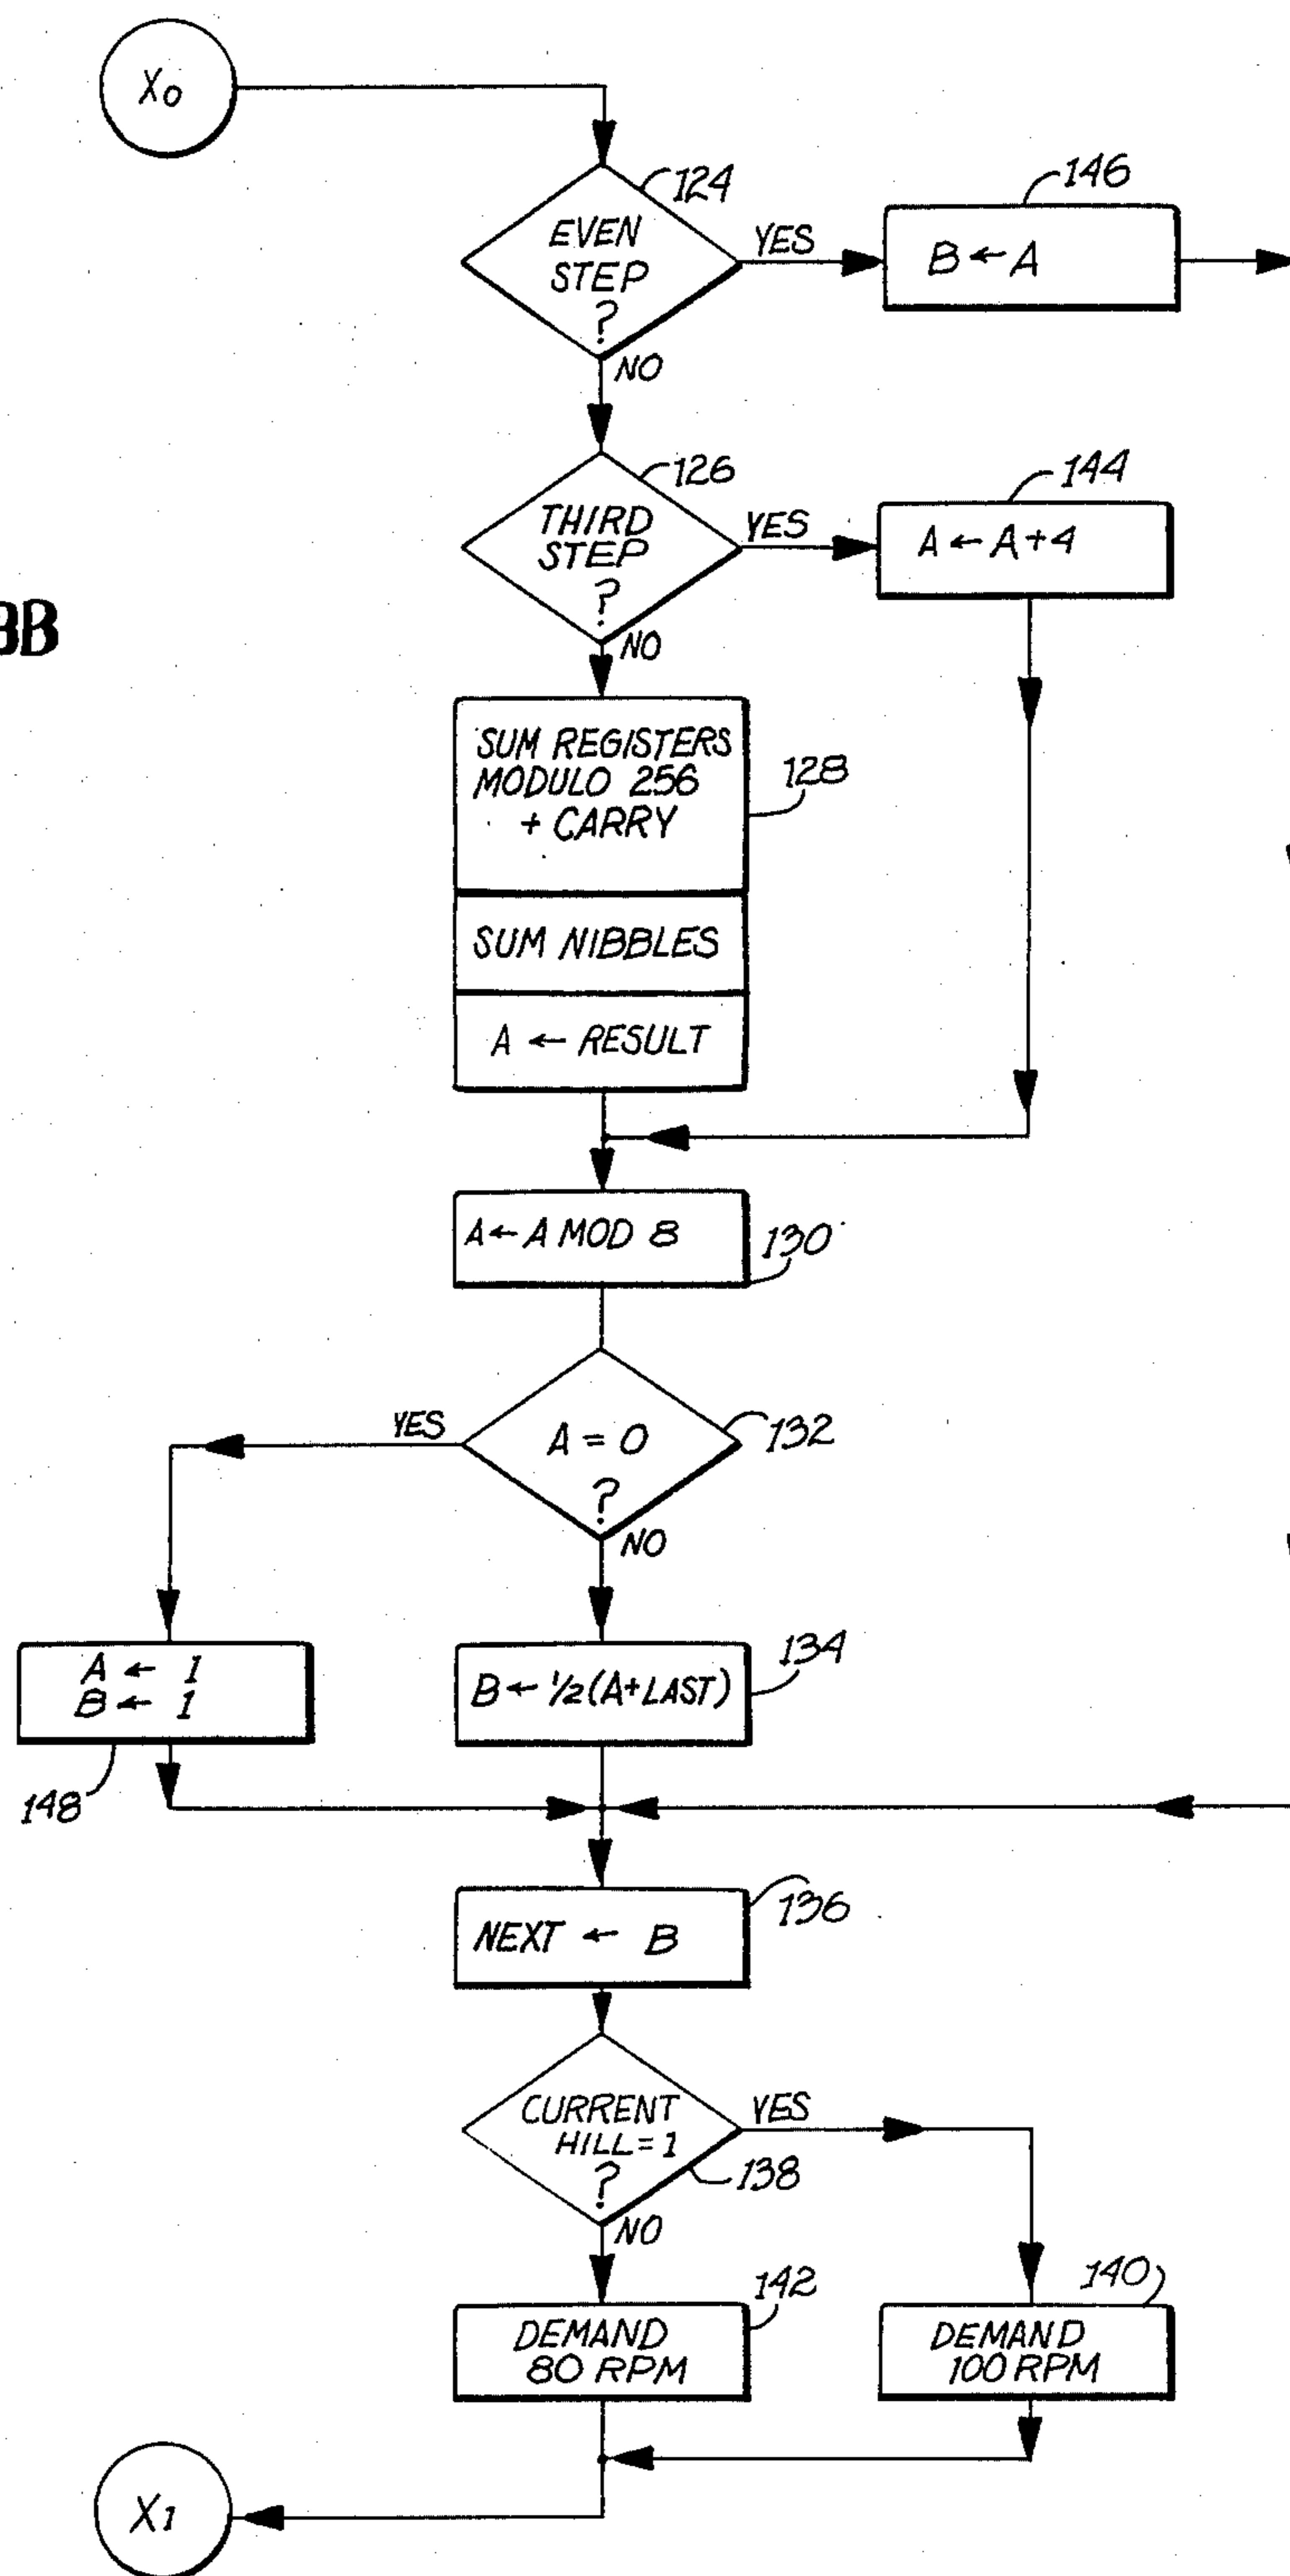 X0
124
EVEN
STEP
?
YES
146
B ← A
NO
126
THIRD
STEP
?
YES
144
A ← A+4
BB
NO
SUM REGISTERS
MODULO 256
+ CARRY
128
SUM NIBBLES
A ← RESULT
A ← A MOD 8
130
YES
A = 0
?
132
NO
A ← 1
B ← 1
148
B ← ½(A+LAST)
134
NEXT ← B
136
CURRENT
HILL = 1
?
YES
138
NO
DEMAND
80 RPM
142
DEMAND
100 RPM
140
X1